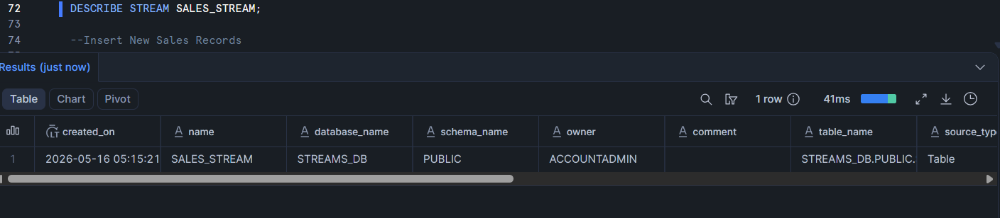 72 DESCRIBE STREAM SALES_STREAM;
73
74 --Insert New Sales Records
Results (just now)
Table Chart Pivot 1 row 41ms
created_on name database_name schema_name owner comment table_name source_type
1 2026-05-16 05:15:21 SALES_STREAM STREAMS_DB PUBLIC ACCOUNTADMIN STREAMS_DB.PUBLIC. Table